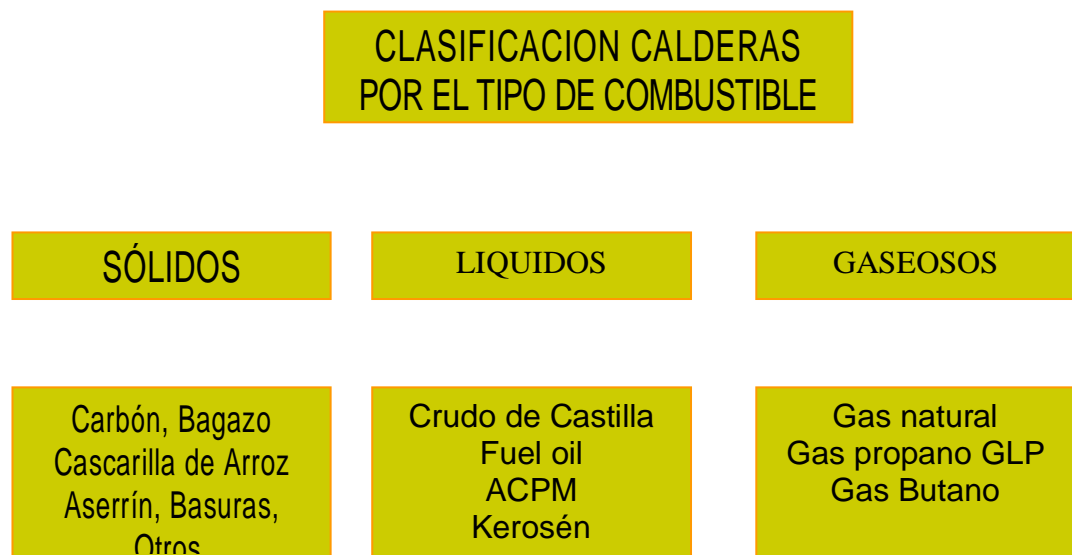 CLASIFICACION CALDERAS
POR EL TIPO DE COMBUSTIBLE
SÓLIDOS
LIQUIDOS
GASEOSOS
Carbón, Bagazo
Cascarilla de Arroz
Aserrín, Basuras,
Otros
Crudo de Castilla
Fuel oil
ACPM
Kerosén
Gas natural
Gas propano GLP
Gas Butano